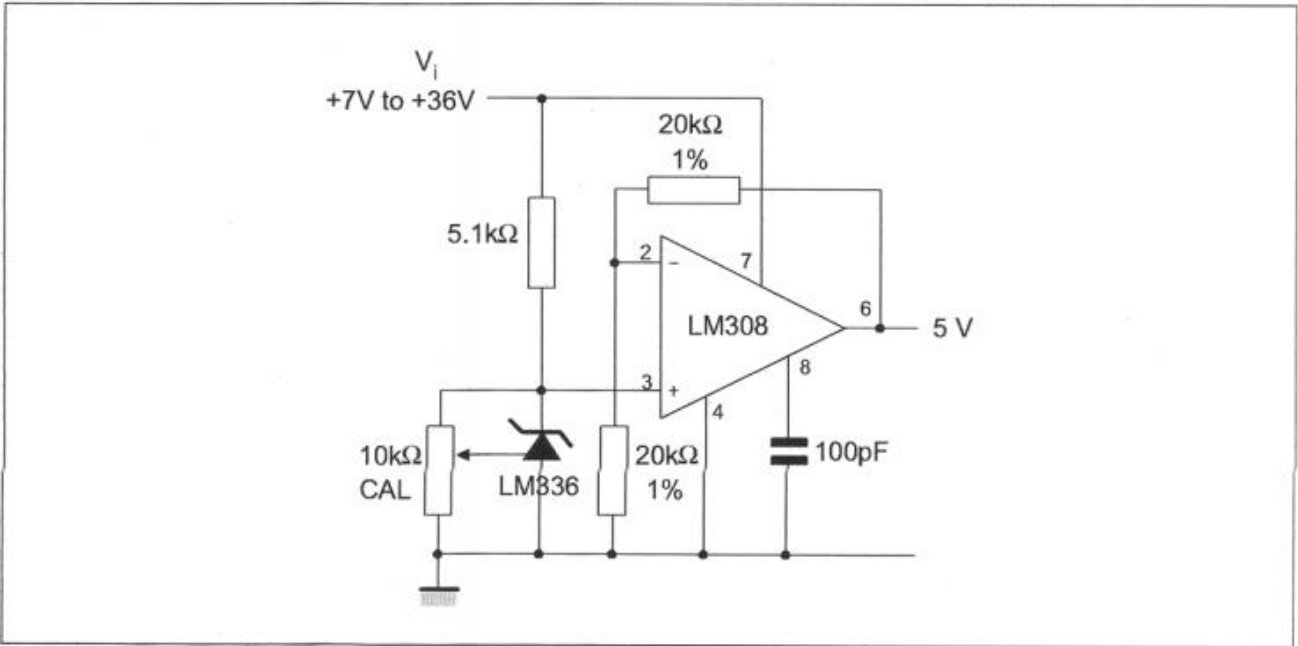 Vi
+7V to +36V
20kΩ
1%
5.1kΩ
2
−
7
LM308
6
5 V
3
+
8
4
10kΩ
CAL
LM336
20kΩ
1%
100pF